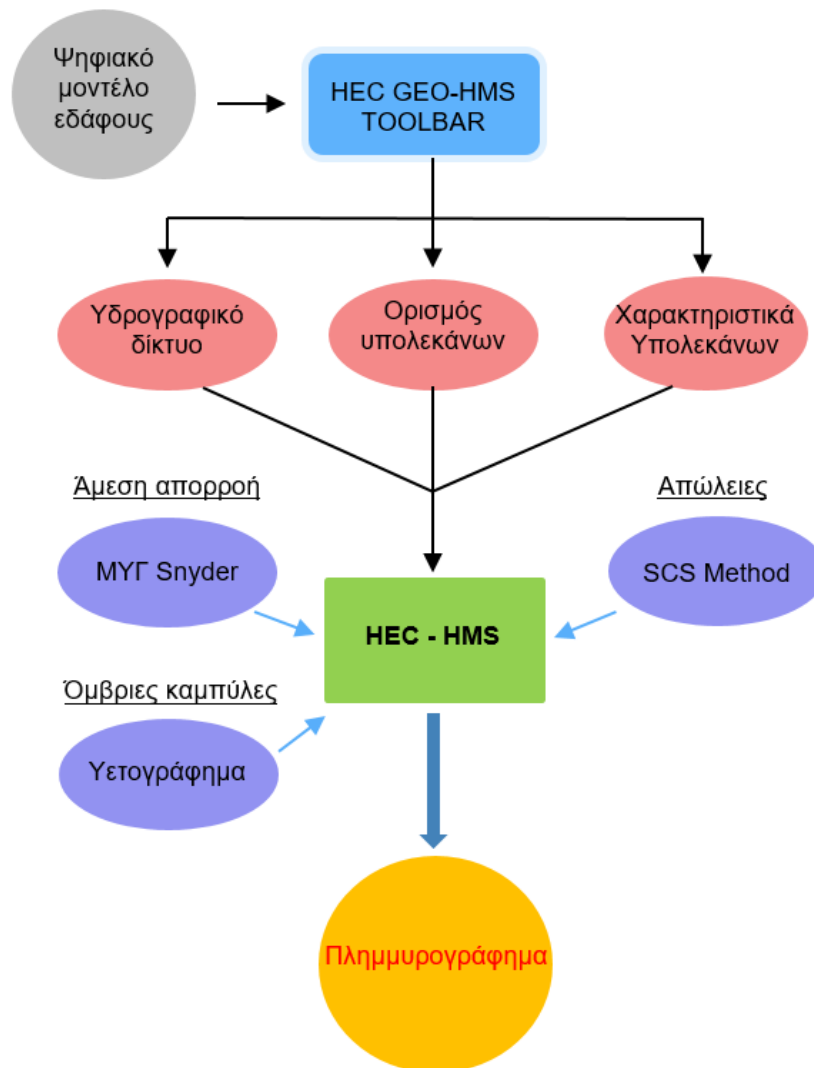 Ψηφιακό
μοντέλο
εδάφους
HEC GEO-HMS
TOOLBAR
Υδρογραφικό
δίκτυο
Ορισμός
υπολεκάνων
Χαρακτηριστικά
Υπολεκάνων
Άμεση απορροή
ΜΥΓ Snyder
Απώλειες
SCS Method
HEC - HMS
Όμβριες καμπύλες
Υετογράφημα
Πλημμυρογράφημα